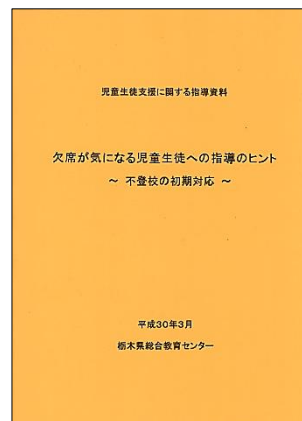 児童生徒支援に関する指導資料
欠席が気になる児童生徒への指導のヒント
～ 不登校の初期対応 ～
平成30年3月
栃木県総合教育センター